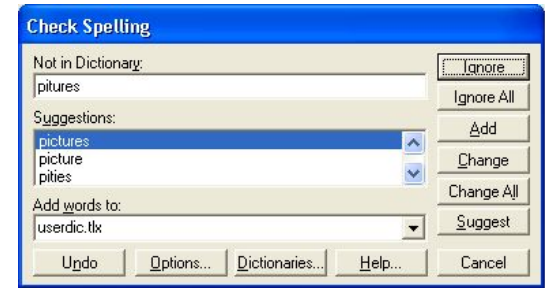 Check Spelling
Not in Dictionary:
pitures
Suggestions:
pictures
picture
pities
Add words to:
userdic.tlx
Ignore
Ignore All
Add
Change
Change All
Suggest
Undo
Options...
Dictionaries...
Help...
Cancel